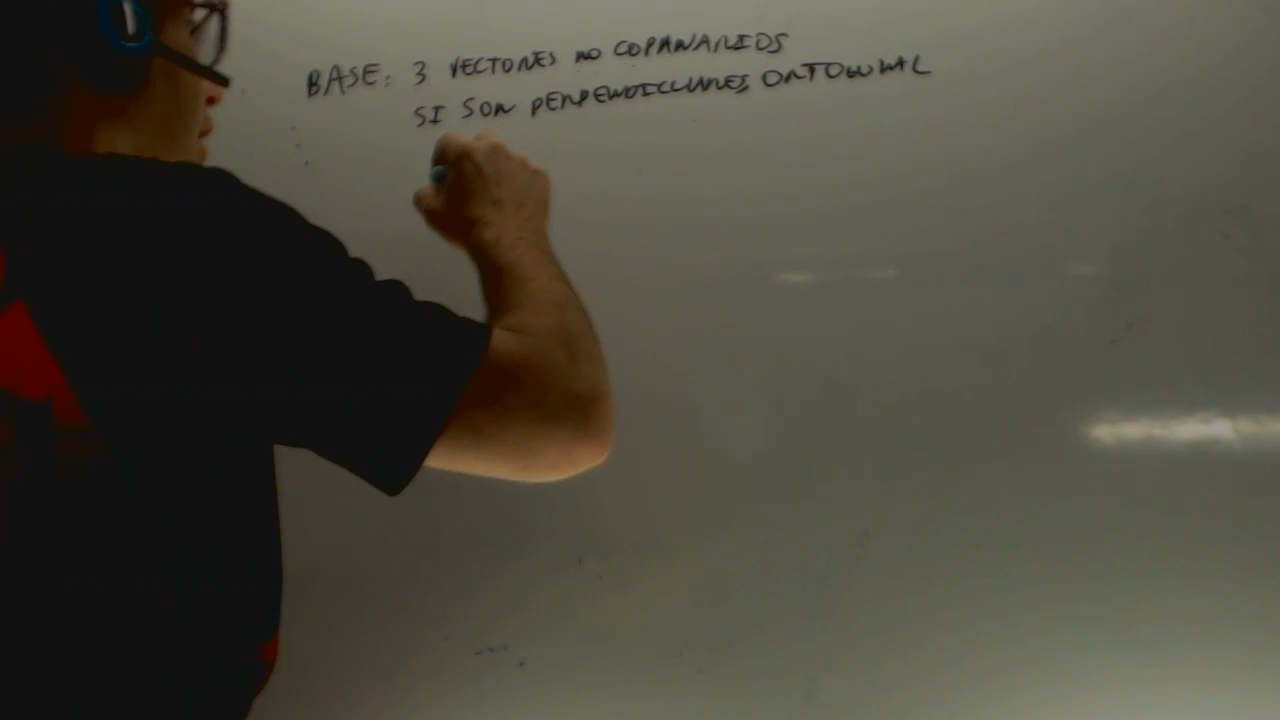 BASE: 3 VECTORES NO COPANARIOS
SI SON PERPENDICULARES, ORTOGONAL